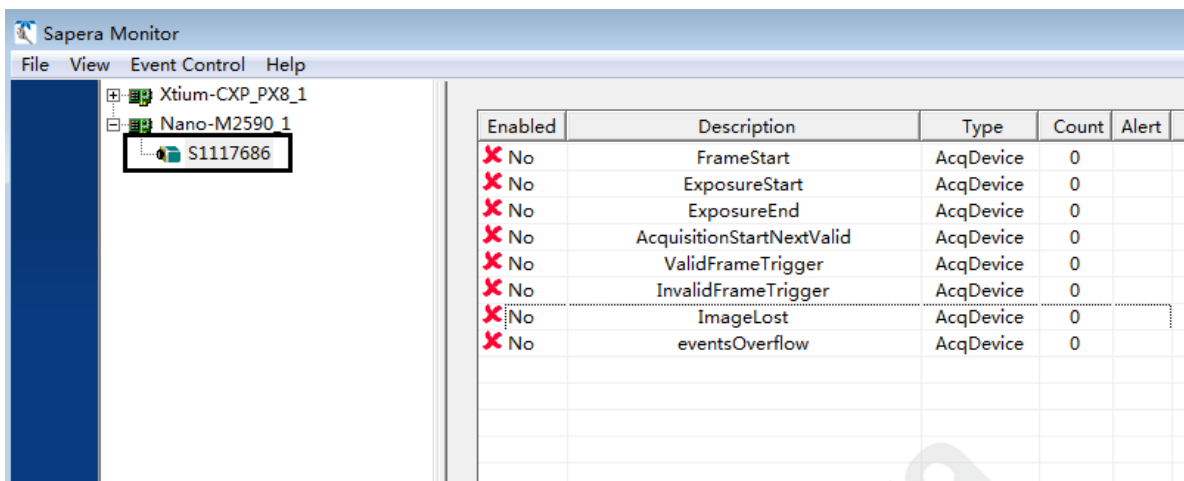 Sapera Monitor
File View Event Control Help
Xtium-CXP_PX8_1
Nano-M2590_1
S1117686
Enabled Description Type Count Alert
No FrameStart AcqDevice 0
No ExposureStart AcqDevice 0
No ExposureEnd AcqDevice 0
No AcquisitionStartNextValid AcqDevice 0
No ValidFrameTrigger AcqDevice 0
No InvalidFrameTrigger AcqDevice 0
No ImageLost AcqDevice 0
No eventsOverflow AcqDevice 0